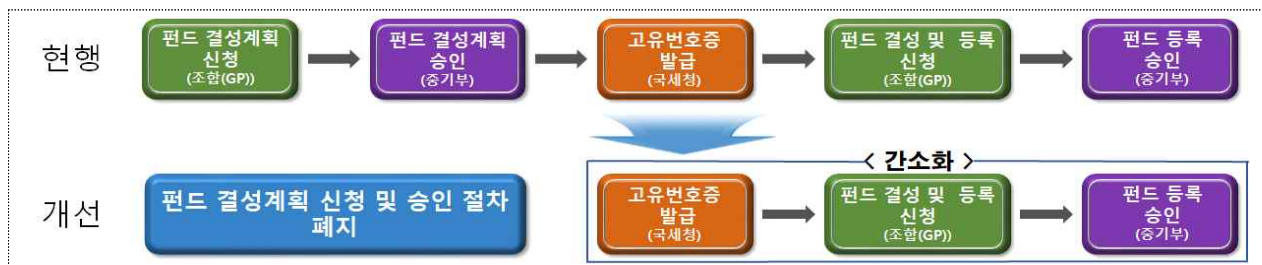 현행
펀드 결성계획
신청
(조합(GP))
펀드 결성계획
승인
(중기부)
고유번호증
발급
(국세청)
펀드 결성 및 등록
신청
(조합(GP))
펀드 등록
승인
(중기부)
< 간소화 >
개선
펀드 결성계획 신청 및 승인 절차
폐지
고유번호증
발급
(국세청)
펀드 결성 및 등록
신청
(조합(GP))
펀드 등록
승인
(중기부)